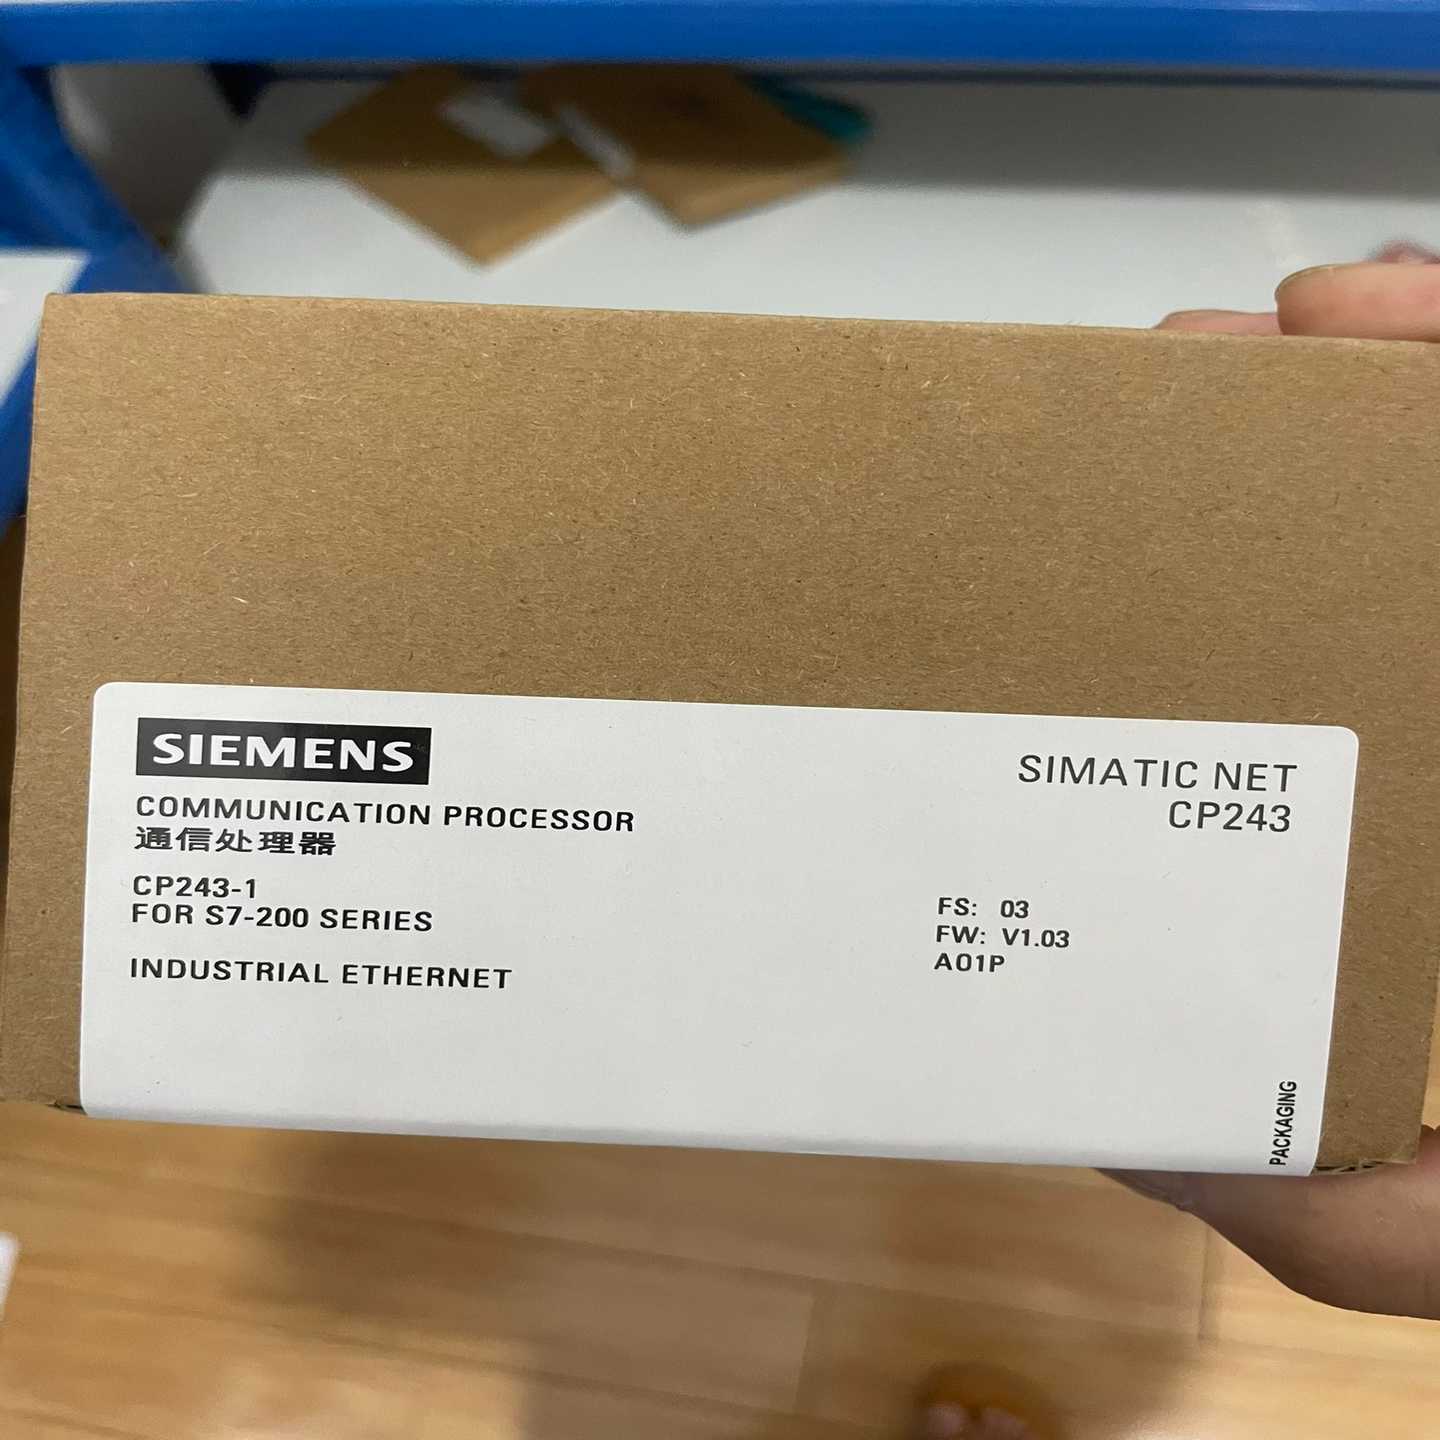 SIEMENS
COMMUNICATION PROCESSOR
通信处理器
CP243-1
FOR S7-200 SERIES
INDUSTRIAL ETHERNET
SIMATIC NET
CP243
FS: 03
FW: V1.03
A01P
PACKAGING